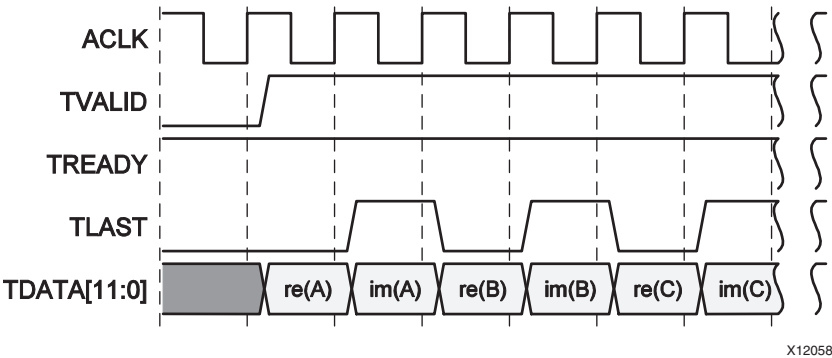 ACLK
TVALID
TREADY
TLAST
TDATA[11:0] re(A) im(A) re(B) im(B) re(C) im(C)
X12058